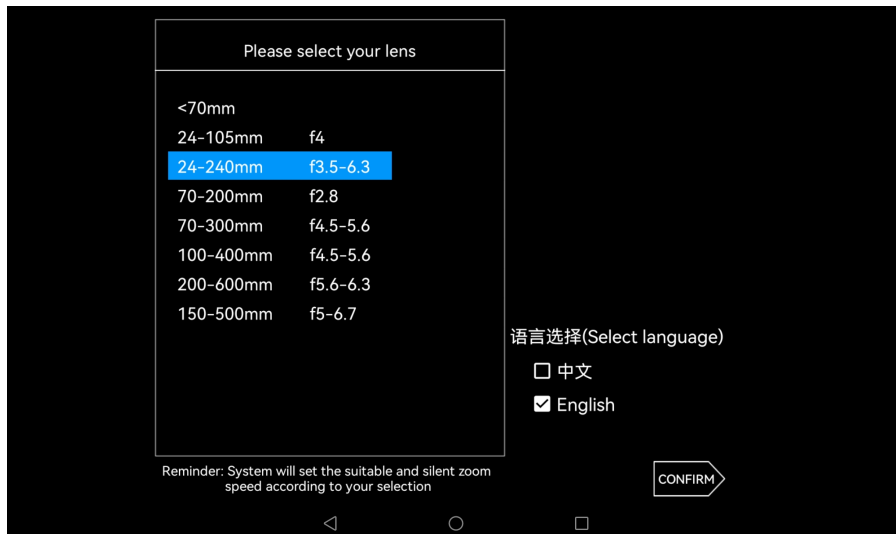 Please select your lens
<70mm
24-105mm f4
24-240mm f3.5-6.3
70-200mm f2.8
70-300mm f4.5-5.6
100-400mm f4.5-5.6
200-600mm f5.6-6.3
150-500mm f5-6.7
语言选择(Select language)
中文
English
Reminder: System will set the suitable and silent zoom
speed according to your selection
CONFIRM